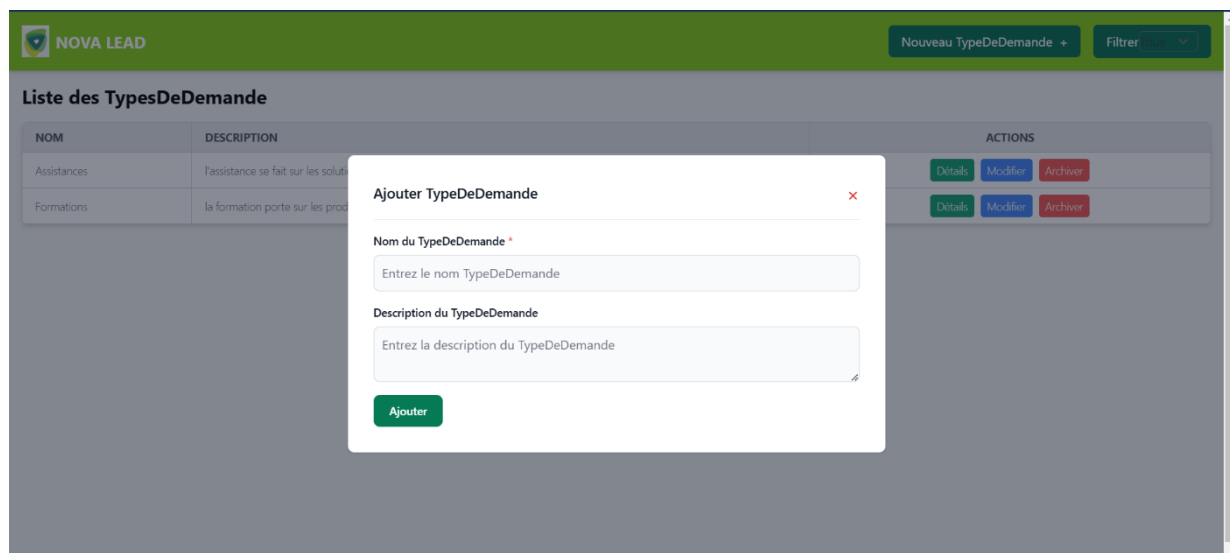 NOVA LEAD
Nouveau TypeDeDemande +
Filtrer
Liste des TypesDeDemande
NOM DESCRIPTION ACTIONS
Assistances l'assistance se fait sur les Détails Modifier Archiver
Formations la formation porte sur les Détails Modifier Archiver
Ajouter TypeDeDemande ×
Nom du TypeDeDemande *
Entrez le nom TypeDeDemande
Description du TypeDeDemande
Entrez la description du TypeDeDemande
Ajouter